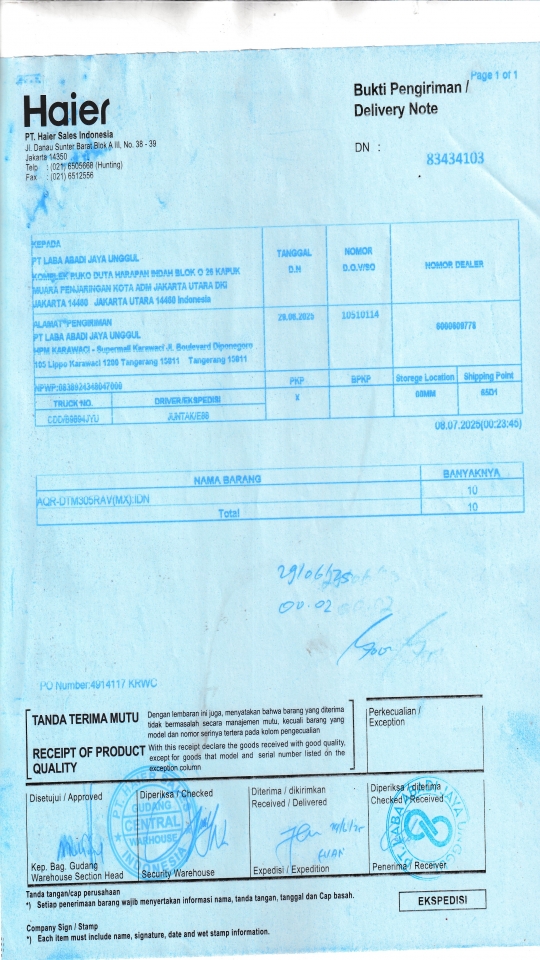 Page 1 of 1
Haier
Bukti Pengiriman /
Delivery Note
PT. Haier Sales Indonesia
Jl. Danau Sunter Barat Blok A III, No. 38 - 39
Jakarta 14350
Telp : (021) 6505668 (Hunting)
Fax : (021) 6512556
DN :
83434103
KEPADA
PT LABA ABADI JAYA UNGGUL
KOMPLEK RUKO DUTA HARAPAN INDAH BLOK O 26 KAPUK
MUARA PENJARINGAN KOTA ADM JAKARTA UTARA DKI
JAKARTA 14460 JAKARTA UTARA 14460 Indonesia
TANGGAL
D.N
NOMOR
D.O.Y/SO
NOMOR DEALER
ALAMAT PENGIRIMAN
PT LABA ABADI JAYA UNGGUL
HPM KARAWACI - Supermall Karawaci Jl. Boulevard Diponegoro
105 Lippo Karawaci 1200 Tangerang 15811 Tangerang 15811
28.06.2025
10510114
NPWP:
PKP
BPKP
Storege Location
Shipping Point
TRUCK NO.
DRIVER/EKSPEDISI
X
JUNTAK/E00
08.07.2025(00:23:45)
NAMA BARANG
BANYAKNYA
AQR-DTM305RAV(MX).IDN
10
Total
10
00.02
PO Number:4914117 KRWC
TANDA TERIMA MUTU
Dengan lembaran ini juga, menyatakan bahwa barang yang diterima
tidak bermasalah secara manajemen mutu, kecuali barang yang
model dan nomor serinya tertera pada kolom pengecualian
RECEIPT OF PRODUCT
QUALITY
With this receipt declare the goods received with good quality,
except for goods that model and serial number listed on the
exception column
Perkecualian /
Exception
Disetujui / Approved
Diperiksa / Checked
Diterima / dikirimkan
Received / Delivered
Diperiksa / diterima
Checked / Received
GUDANG
CENTRAL
WAREHOUSE
INDONESIA
Kep. Bag. Gudang
Warehouse Section Head
Security Warehouse
Expedisi / Expedition
Penerima / Receiver
Tanda tangan/cap perusahaan
*) Setiap penerimaan barang wajib menyertakan informasi nama, tanda tangan, tanggal dan Cap basah.
EKSPEDISI
Company Sign / Stamp
*) Each item must include name, signature, date and wet stamp information.